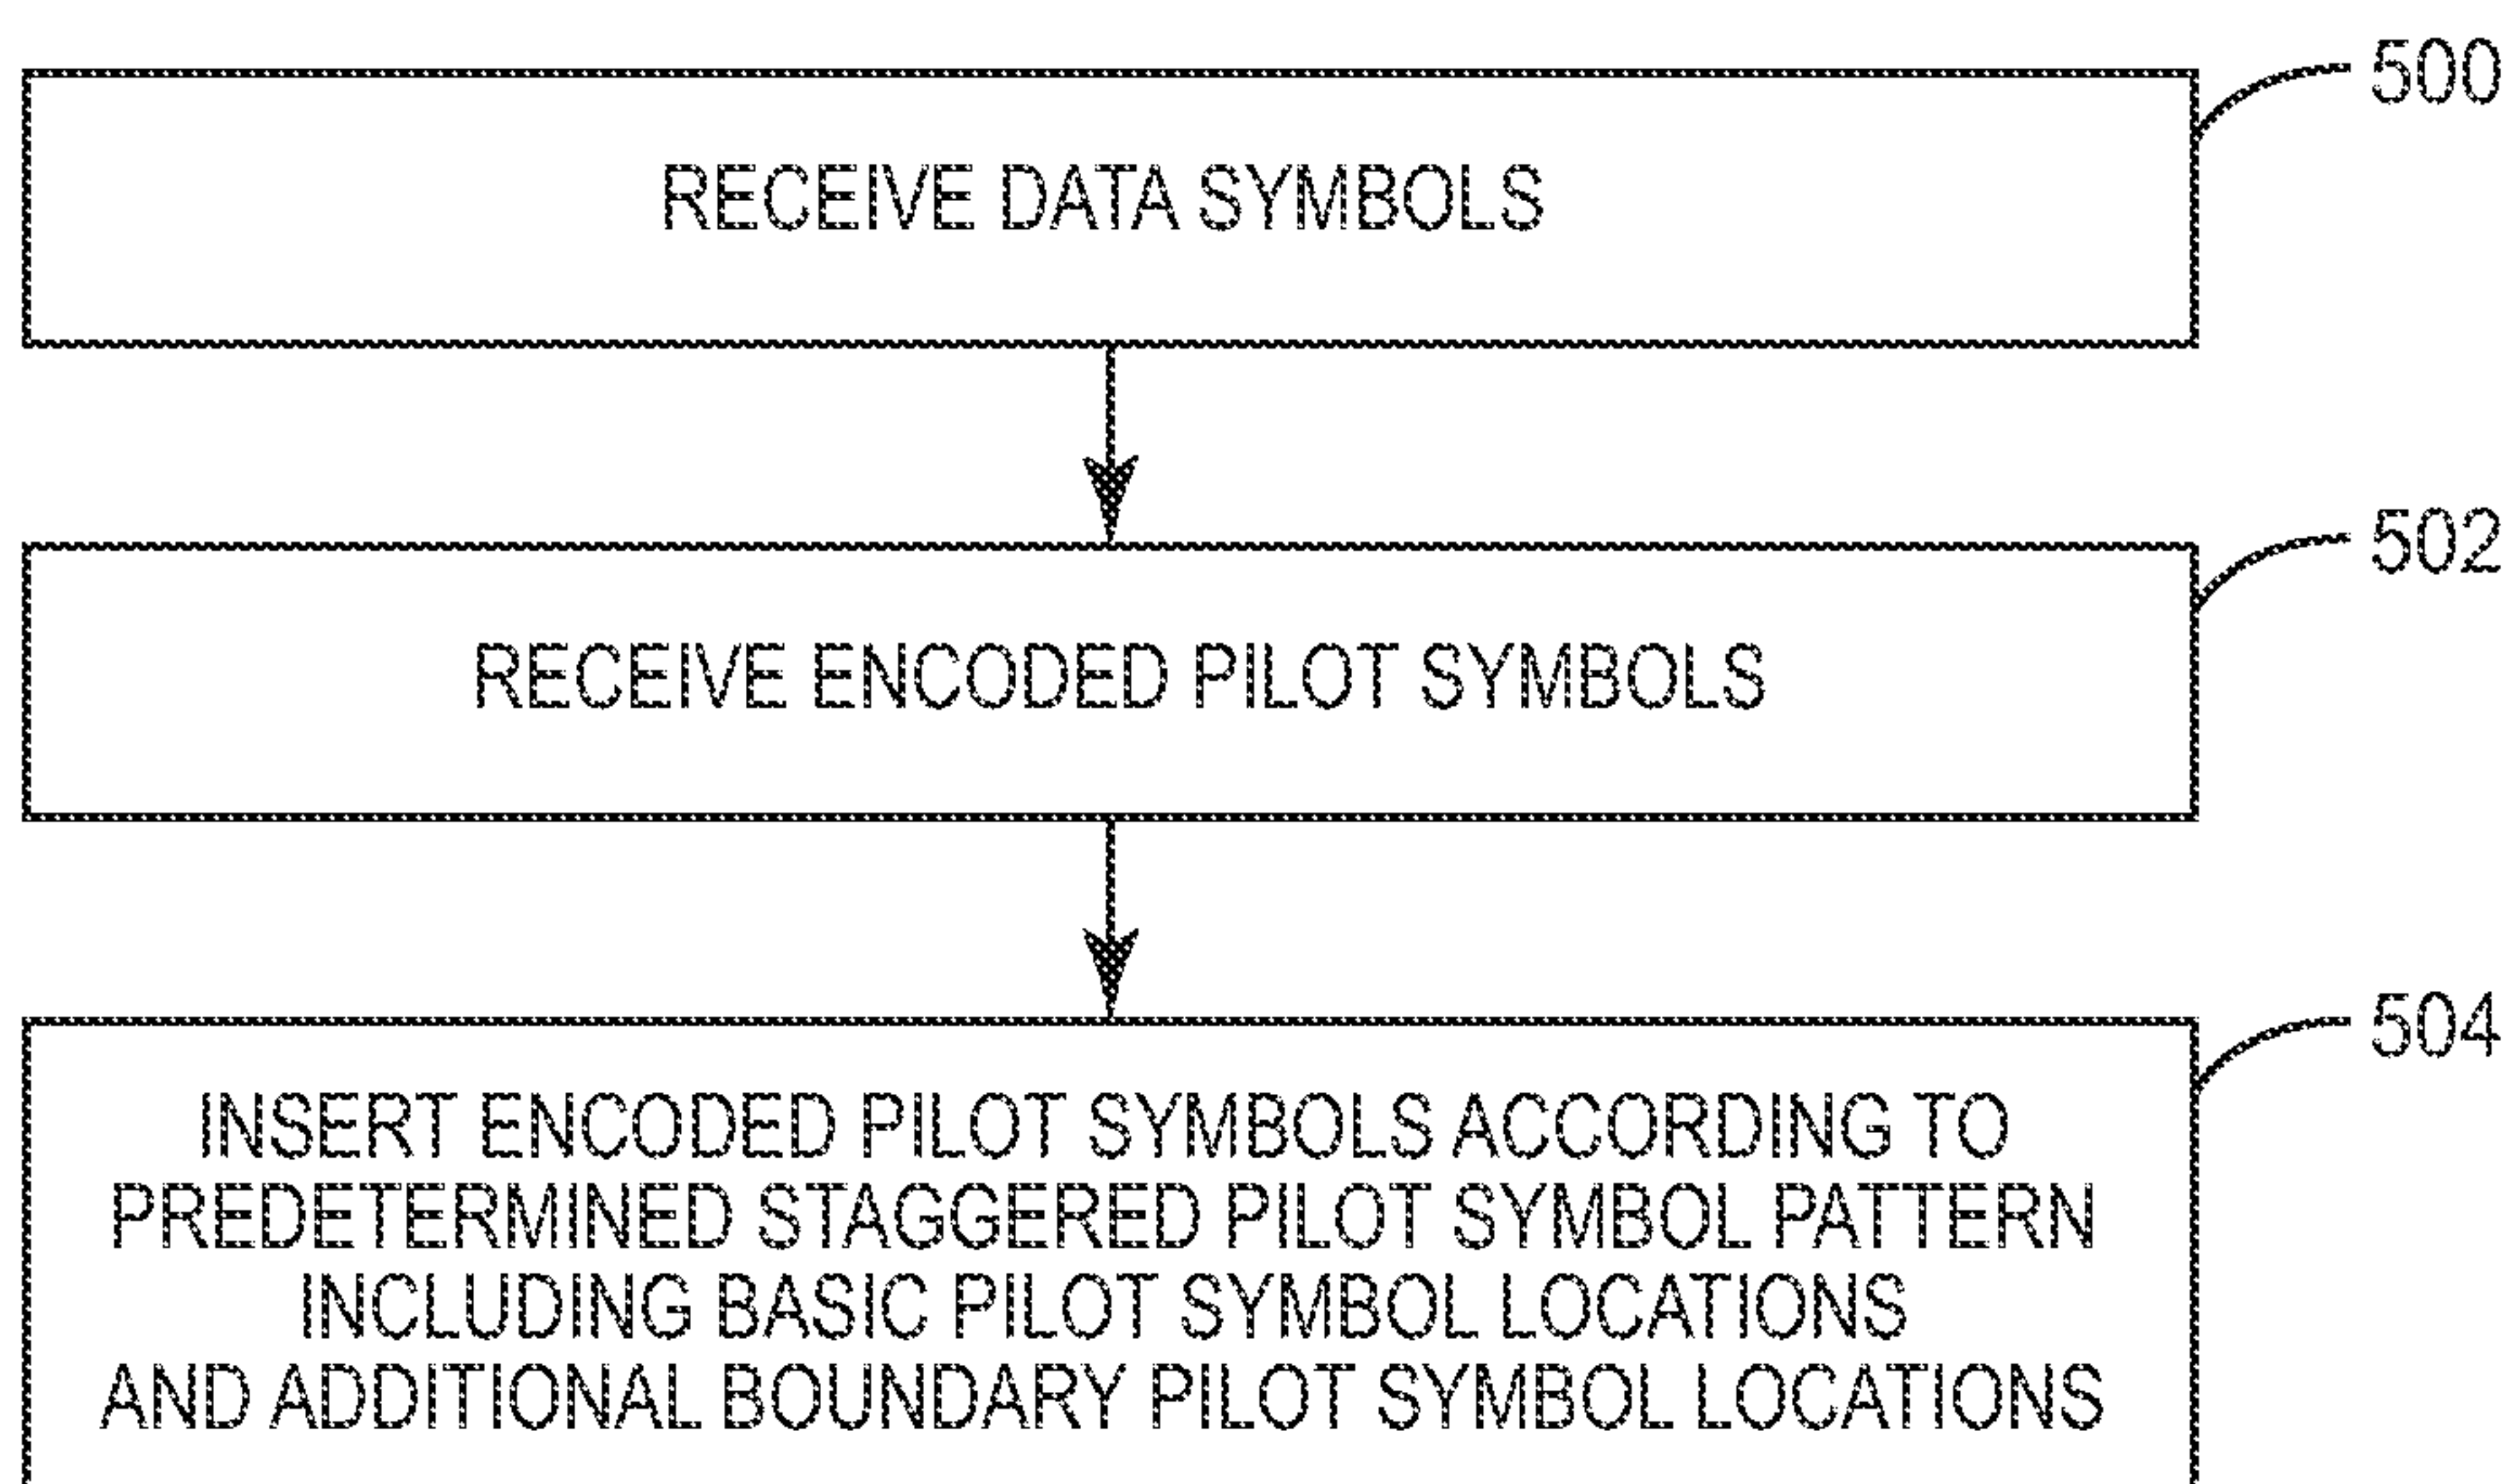 500
RECEIVE DATA SYMBOLS
502
RECEIVE ENCODED PILOT SYMBOLS
504
INSERT ENCODED PILOT SYMBOLS ACCORDING TO
PREDETERMINED STAGGERED PILOT SYMBOL PATTERN
INCLUDING BASIC PILOT SYMBOL LOCATIONS
AND ADDITIONAL BOUNDARY PILOT SYMBOL LOCATIONS